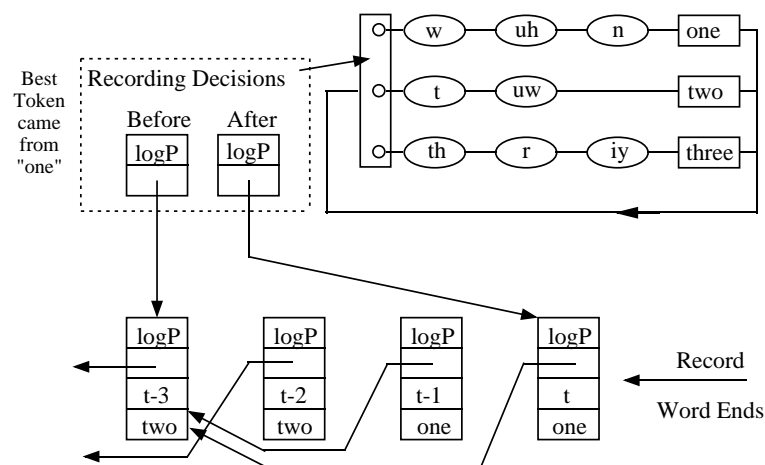 w uh n one
Best Token came from "one"
Recording Decisions
Before After
logP logP
t uw two
th r iy three
logP logP logP logP
Record
t-3 t-2 t-1 t
Word Ends
two two one one